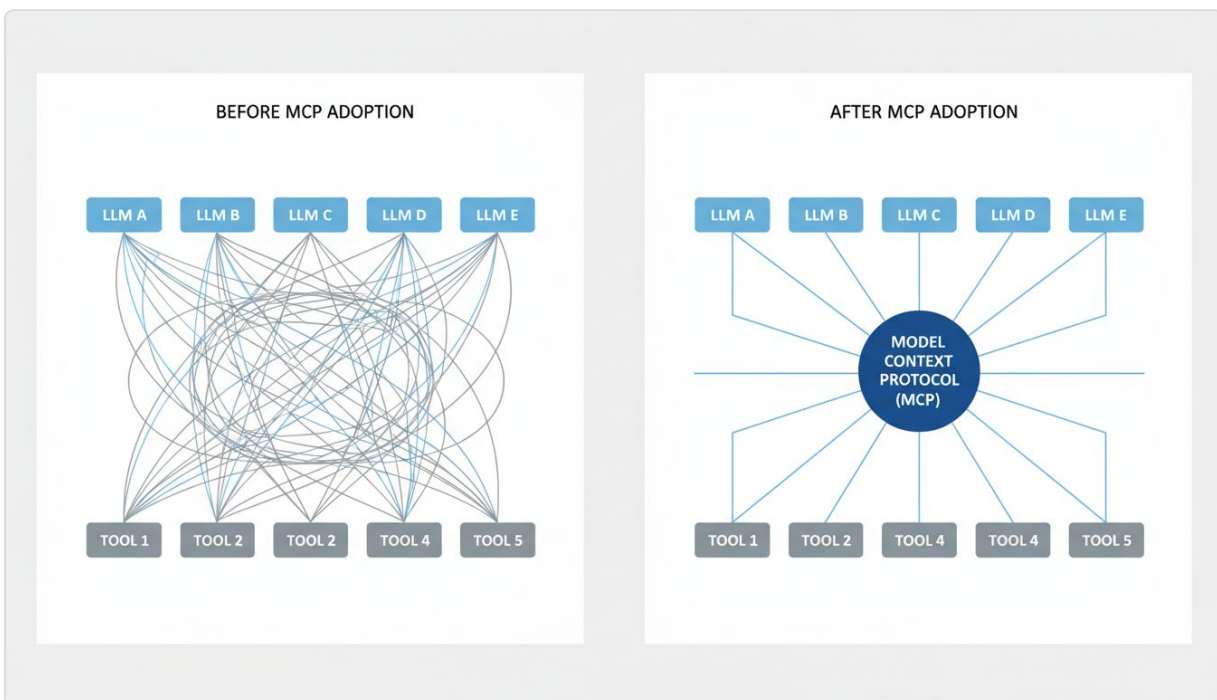 BEFORE MCP ADOPTION
LLM A
LLM B
LLM C
LLM D
LLM E
TOOL 1
TOOL 2
TOOL 2
TOOL 4
TOOL 5
AFTER MCP ADOPTION
LLM A
LLM B
LLM C
LLM D
LLM E
MODEL
CONTEXT
PROTOCOL
(MCP)
TOOL 1
TOOL 2
TOOL 4
TOOL 4
TOOL 5